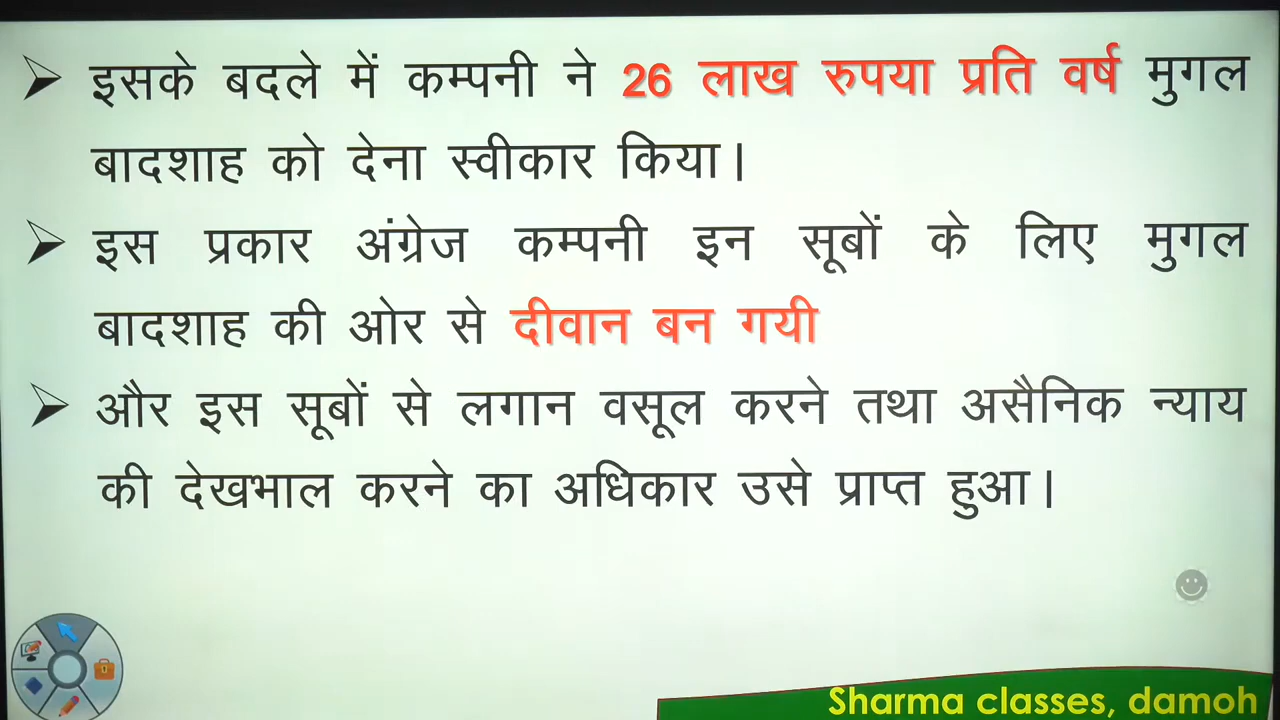 ➢ इसके बदले में कम्पनी ने 26 लाख रुपया प्रति वर्ष मुगल
बादशाह को देना स्वीकार किया।
➢ इस प्रकार अंग्रेज कम्पनी इन सूबों के लिए मुगल
बादशाह की ओर से दीवान बन गयी
➢ और इस सूबों से लगान वसूल करने तथा असैनिक न्याय
की देखभाल करने का अधिकार उसे प्राप्त हुआ।
Sharma classes, damoh